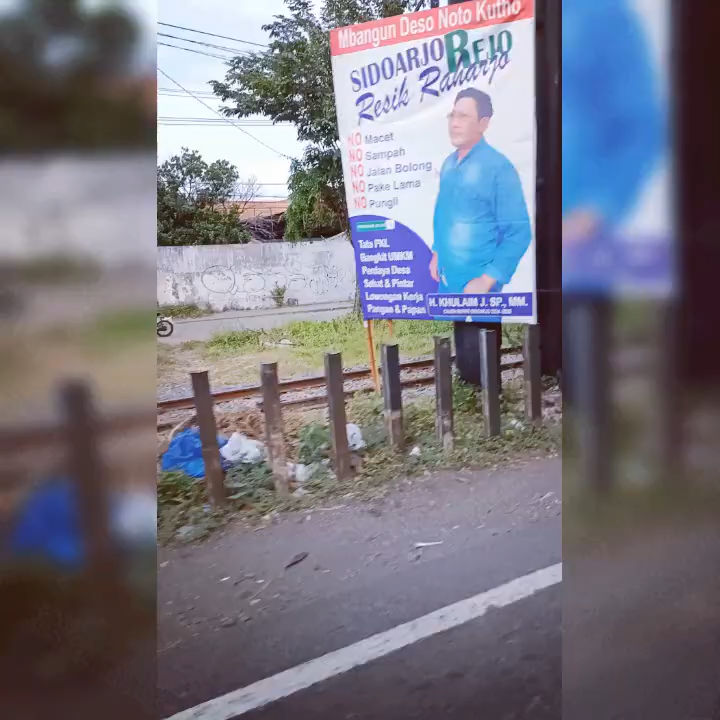 Mbangun Deso Noto Kutho
SIDOARJO REJO
Resik Raharjo
NO Macet
NO Sampah
NO Jalan Bolong
NO Pake Lama
NO Pungli
Tata PKL
Bangkit UMKM
Perdaya Desa
Sehat & Pintar
Lowongan Kerja
Pangan & Papan
H. KHULAIM J. SP., MM.